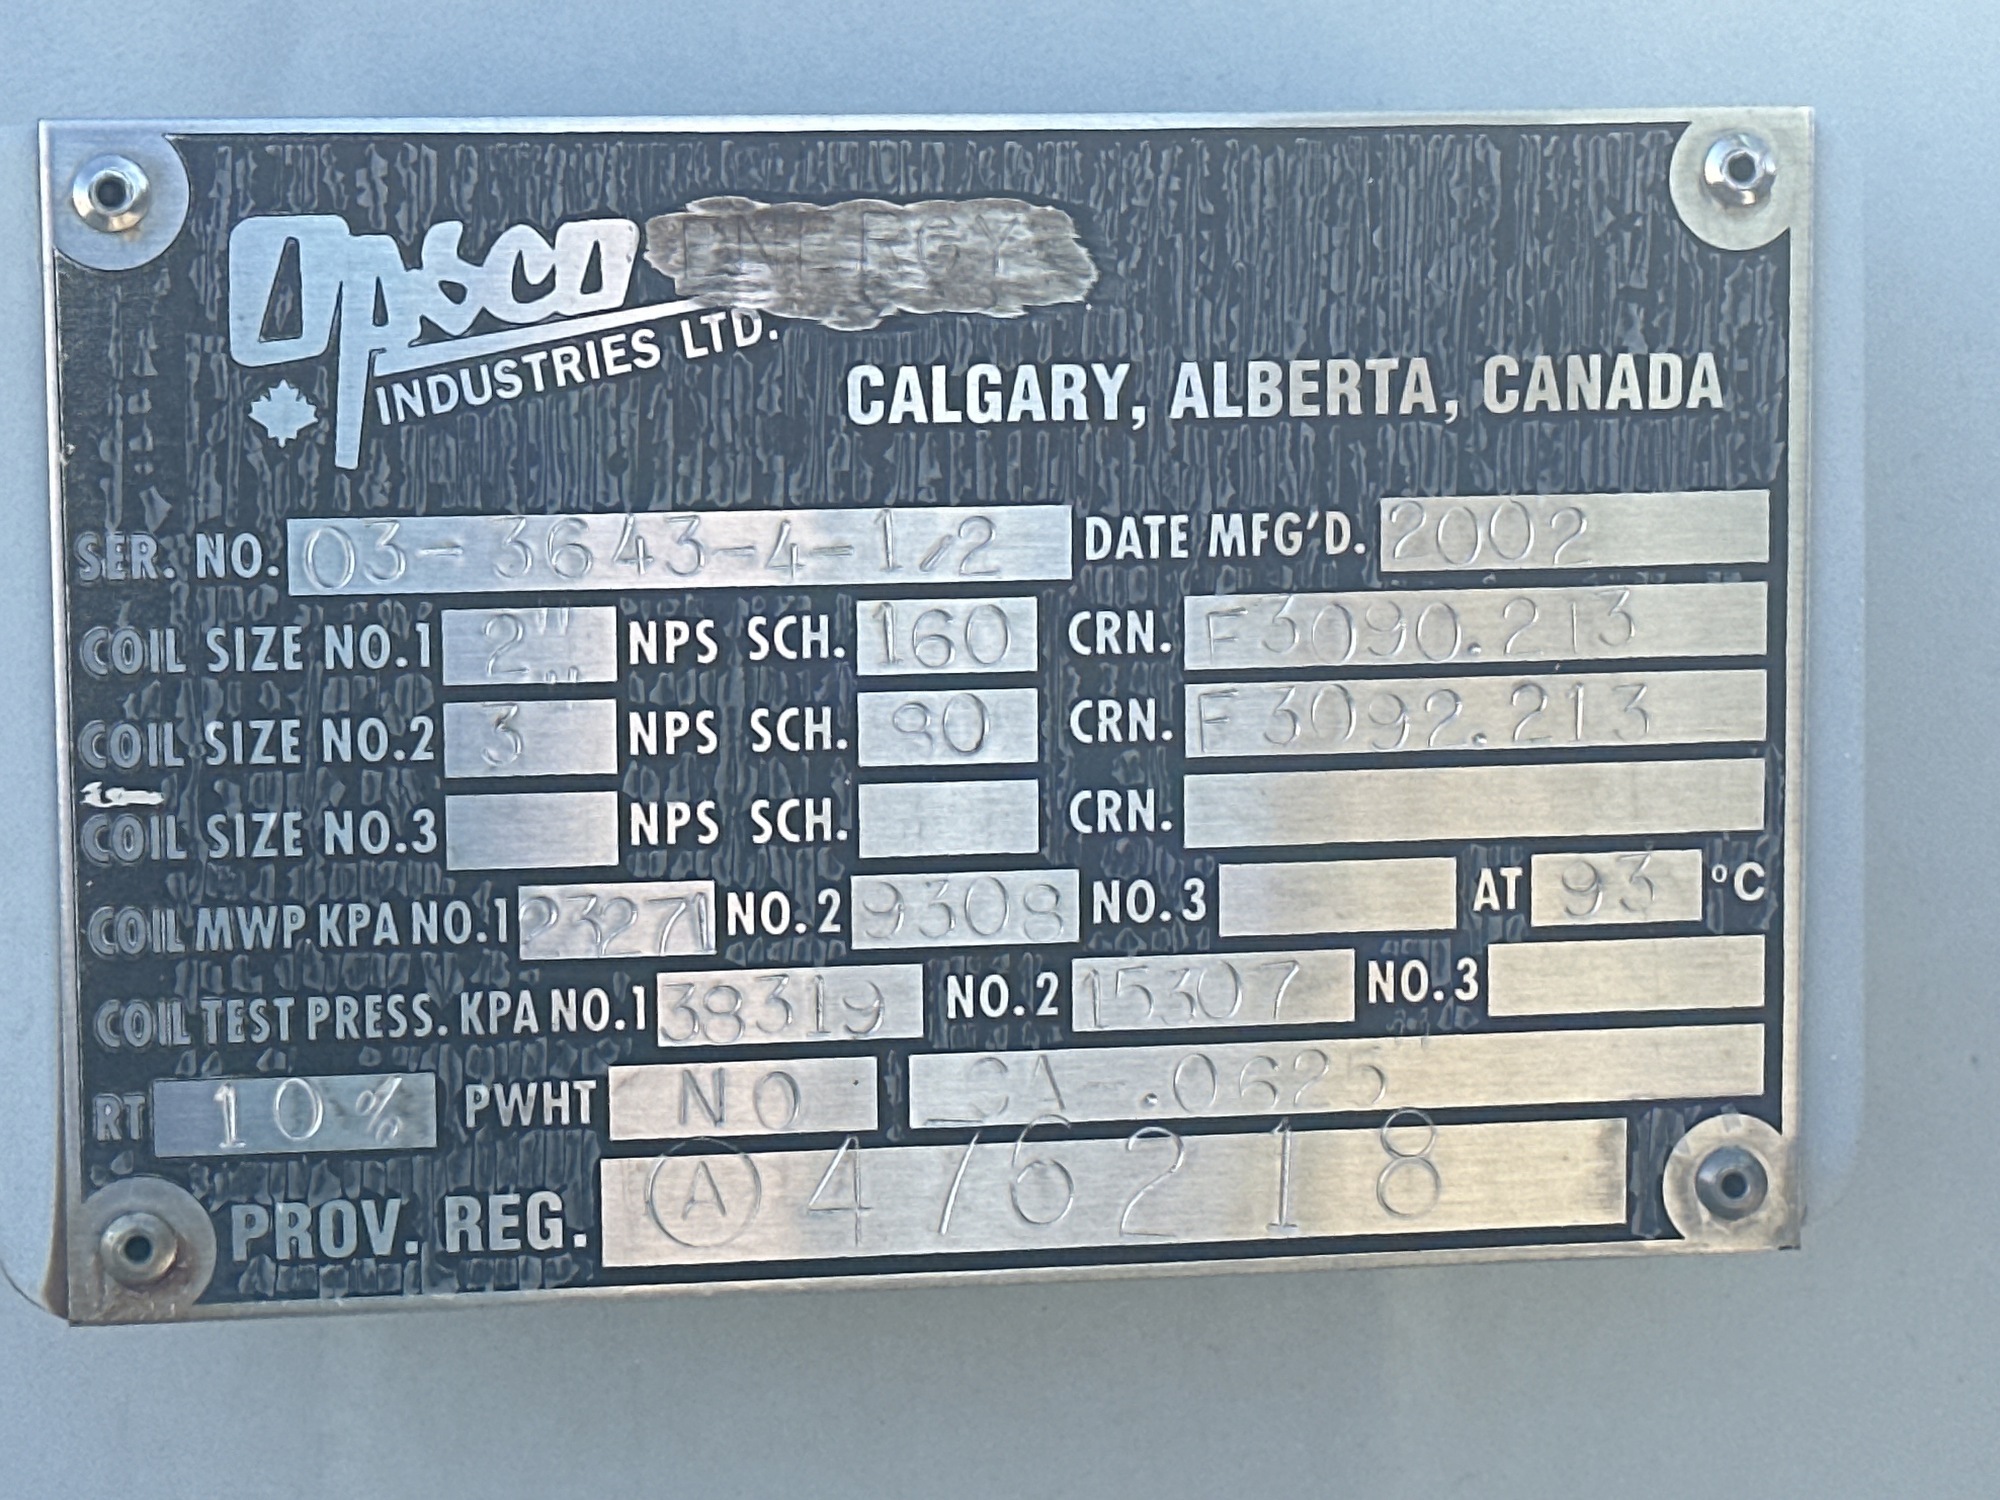 OPSCO ENERGY
INDUSTRIES LTD.
CALGARY, ALBERTA, CANADA
SER. NO. 03-3643-4-1/2 DATE MFG'D. 2002
COIL SIZE NO.1 2" NPS SCH. 160 CRN. F3090.213
COIL SIZE NO.2 3" NPS SCH. 80 CRN. F3092.213
COIL SIZE NO.3 NPS SCH. CRN.
COIL MWP KPA NO.1 23271 NO.2 9308 NO.3 AT 93 °C
COIL TEST PRESS. KPA NO.1 38319 NO.2 15307 NO.3
RT 10% PWHT NO CA .0625"
PROV. REG. A 476218